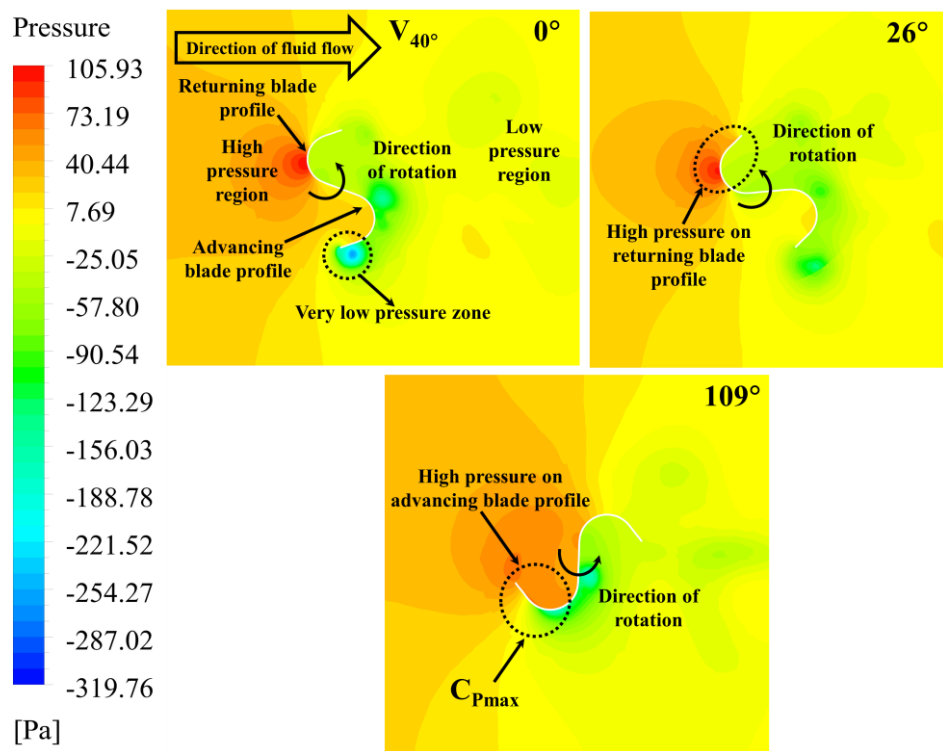 Pressure
105.93
73.19
40.44
7.69
-25.05
-57.80
-90.54
-123.29
-156.03
-188.78
-221.52
-254.27
-287.02
-319.76
[Pa]
Direction of fluid flow
V40°
0°
Returning blade
profile
High
pressure
region
Direction
of rotation
Low
pressure
region
Advancing
blade profile
Very low pressure zone
26°
Direction of
rotation
High pressure on
returning blade
profile
109°
High pressure on
advancing blade profile
Direction of
rotation
CPmax